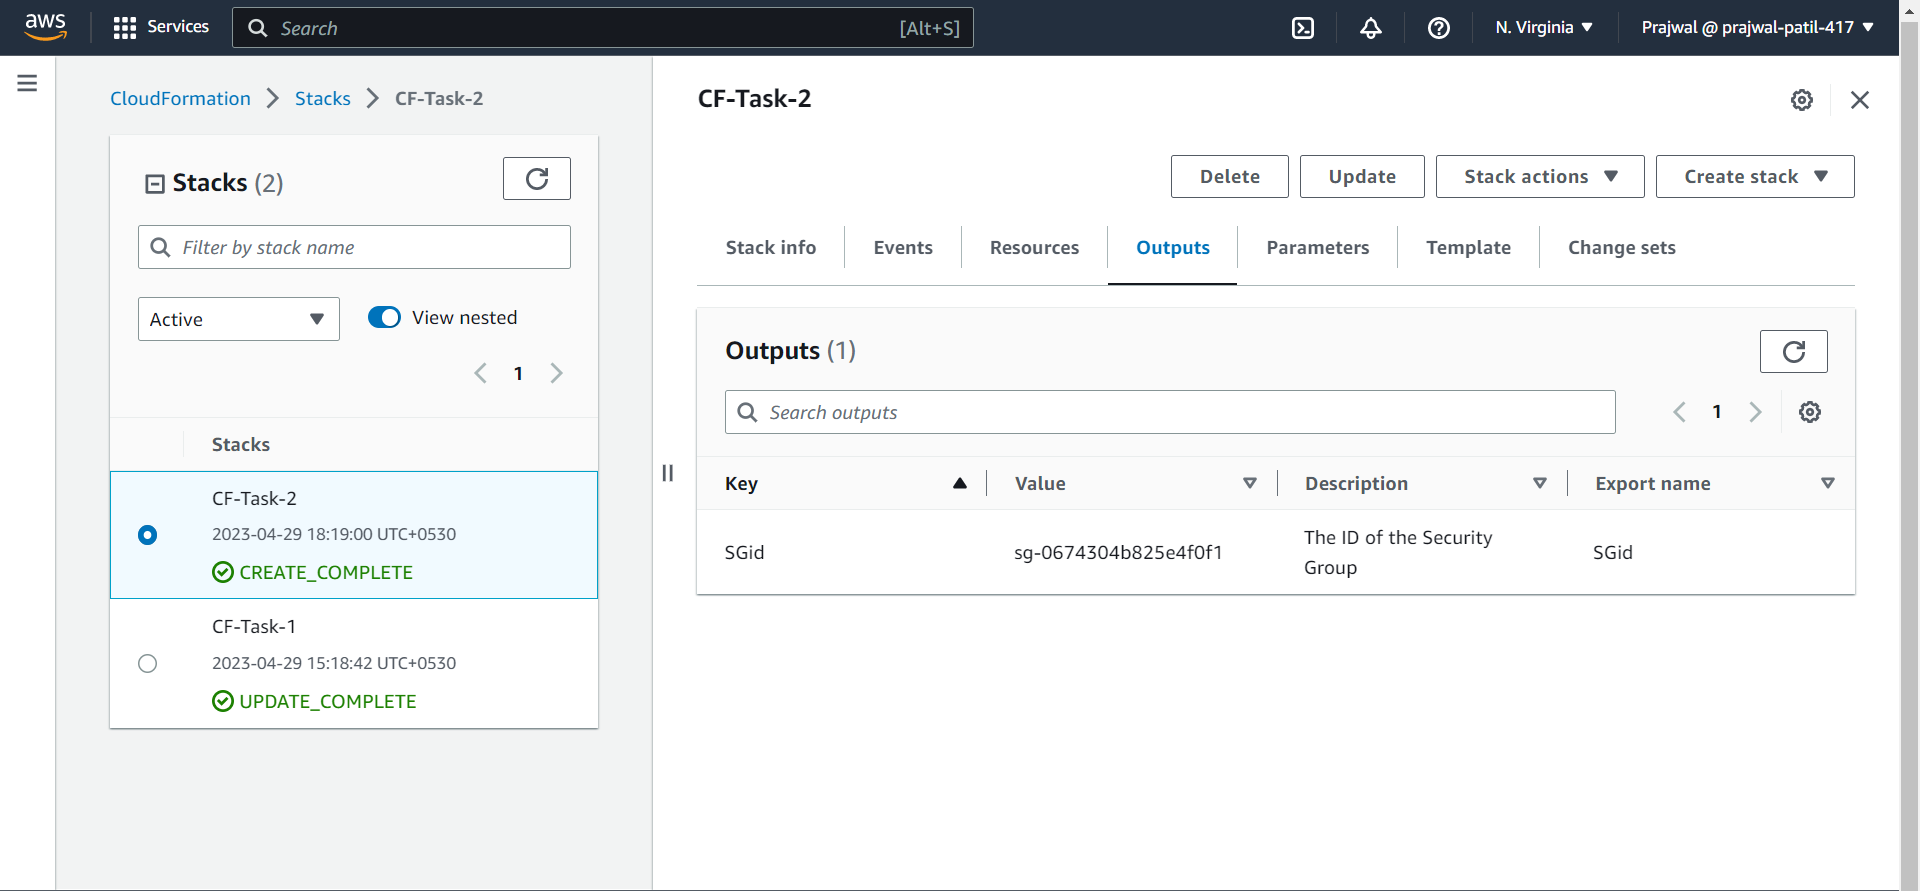 aws
Services
Search
[Alt+S]
N. Virginia
Prajwal @ prajwal-patil-417
CloudFormation
Stacks
CF-Task-2
Stacks (2)
Filter by stack name
Active
View nested
1
Stacks
CF-Task-2
2023-04-29 18:19:00 UTC+0530
CREATE_COMPLETE
CF-Task-1
2023-04-29 15:18:42 UTC+0530
UPDATE_COMPLETE
CF-Task-2
Delete
Update
Stack actions
Create stack
Stack info
Events
Resources
Outputs
Parameters
Template
Change sets
Outputs (1)
Search outputs
1
Key
Value
Description
Export name
SGid
sg-0674304b825e4f0f1
The ID of the Security
Group
SGid